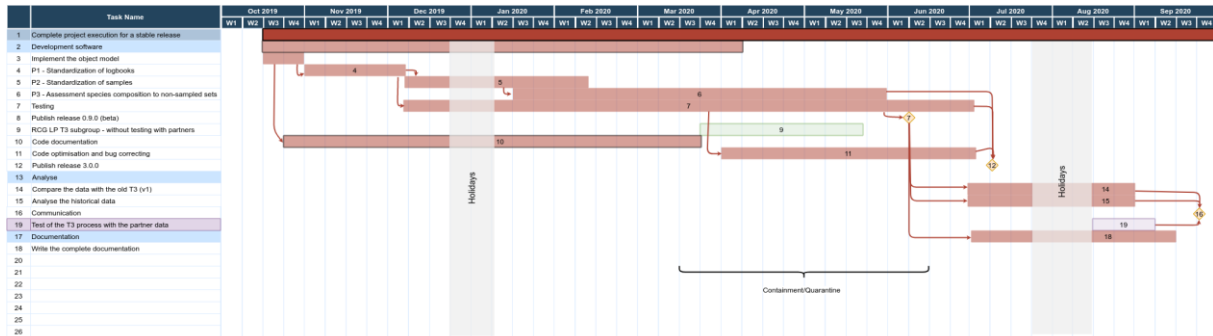 Task Name
Oct 2019 Nov 2019 Dec 2019 Jan 2020 Feb 2020 Mar 2020 Apr 2020 May 2020 Jun 2020 Jul 2020 Aug 2020 Sep 2020
W1 W2 W3 W4 W1 W2 W3 W4 W1 W2 W3 W4 W1 W2 W3 W4 W1 W2 W3 W4 W1 W2 W3 W4 W1 W2 W3 W4 W1 W2 W3 W4 W1 W2 W3 W4 W1 W2 W3 W4 W1 W2 W3 W4 W1 W2 W3 W4
1 Complete project execution for a stable release
2 Development software
3 Implement the object model
4 P1 - Standardization of logbooks 4
5 P2 - Standardization of samples 5
6 P3 - Assessment species composition to non-sampled sets 6
7 Testing 7
8 Publish release 0.9.0 (beta) 7
9 RCG LP T3 subgroup - without testing with partners 9
10 Code documentation 10
11 Code optimisation and bug correcting 11
12 Publish release 3.0.0 12
13 Analyse
14 Compare the data with the old T3 (v1) 14
15 Analyse the historical data 15
16 Communication 16
19 Test of the T3 process with the partner data 19
17 Documentation
18 Write the complete documentation 18
20
21
22
23
24
25
26
Holidays
Holidays
Containment/Quarantine